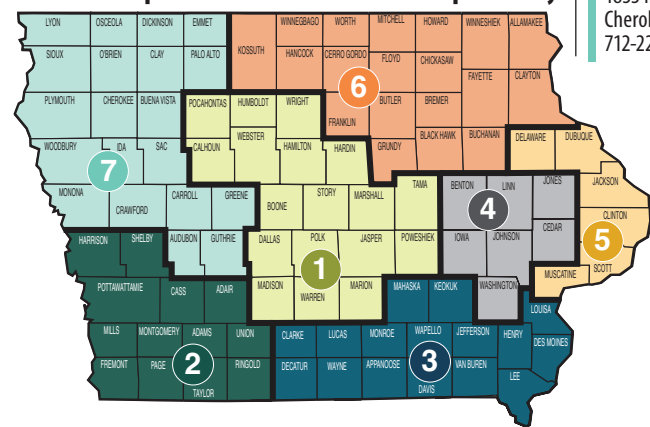 1855
Cherol
712-22
LYON OSCEOLA DICKINSON EMMET WINNEGBAGO WORTH MITCHELL HOWARD WINNESHIEK ALLAMAKEE
KOSSUTH
SIOUX O'BRIEN CLAY PALO ALTO HANCOCK CERRO GORDO FLOYD CHICKASAW
FAYETTE CLAYTON
6
PLYMOUTH CHEROKEE BUENA VISTA POCAHONTAS HUMBOLDT WRIGHT BUTLER BREMER
FRANKLIN
WEBSTER BLACK HAWK BUCHANAN DELAWARE DUBUQUE
WOODBURY IDA SAC CALHOUN HAMILTON HARDIN GRUNDY
7
MONONA CRAWFORD CARROLL GREENE BOONE STORY MARSHALL TAMA BENTON LINN JONES JACKSON
4
CLINTON
HARRISON SHELBY AUDUBON GUTHRIE DALLAS POLK JASPER POWESHIEK IOWA JOHNSON CEDAR
5
SCOTT
1
MUSCATINE
POTTAWATTAMIE CASS ADAIR MADISON WARREN MARION MAHASKA KEOKUK WASHINGTON
LOUISA
MILLS MONTGOMERY ADAMS UNION CLARKE LUCAS MONROE WAPELLO JEFFERSON HENRY
DES MOINES
2
3
FREMONT PAGE TAYLOR RINGOLD DECATUR WAYNE APPANOOSE DAVIS VAN BUREN
LEE